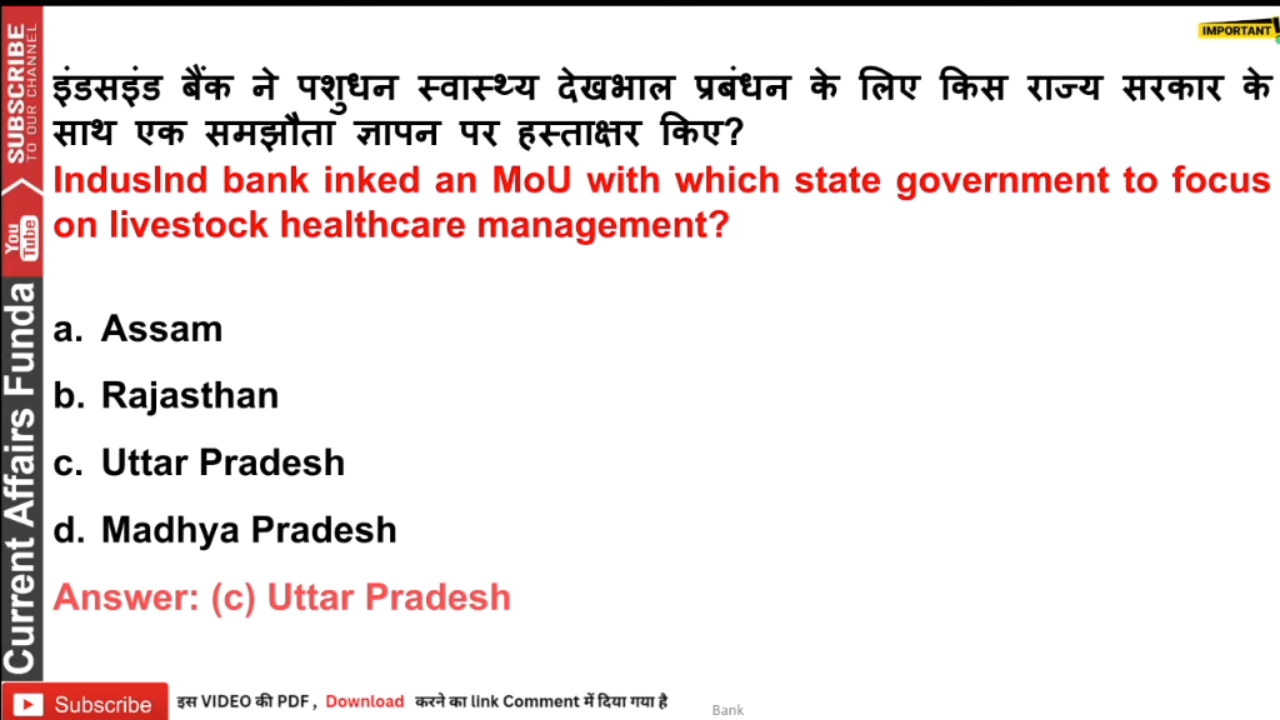 IMPORTANT
इंडसइंड बैंक ने पशुधन स्वास्थ्य देखभाल प्रबंधन के लिए किस राज्य सरकार के
साथ एक समझौता ज्ञापन पर हस्ताक्षर किए?
IndusInd bank inked an MoU with which state government to focus
on livestock healthcare management?
a. Assam
b. Rajasthan
c. Uttar Pradesh
d. Madhya Pradesh
Answer: (c) Uttar Pradesh
SUBSCRIBE
TO OUR CHANNEL
You
Tube
Current Affairs Funda
Subscribe
इस VIDEO की PDF, Download करने का link Comment में दिया गया है
Bank